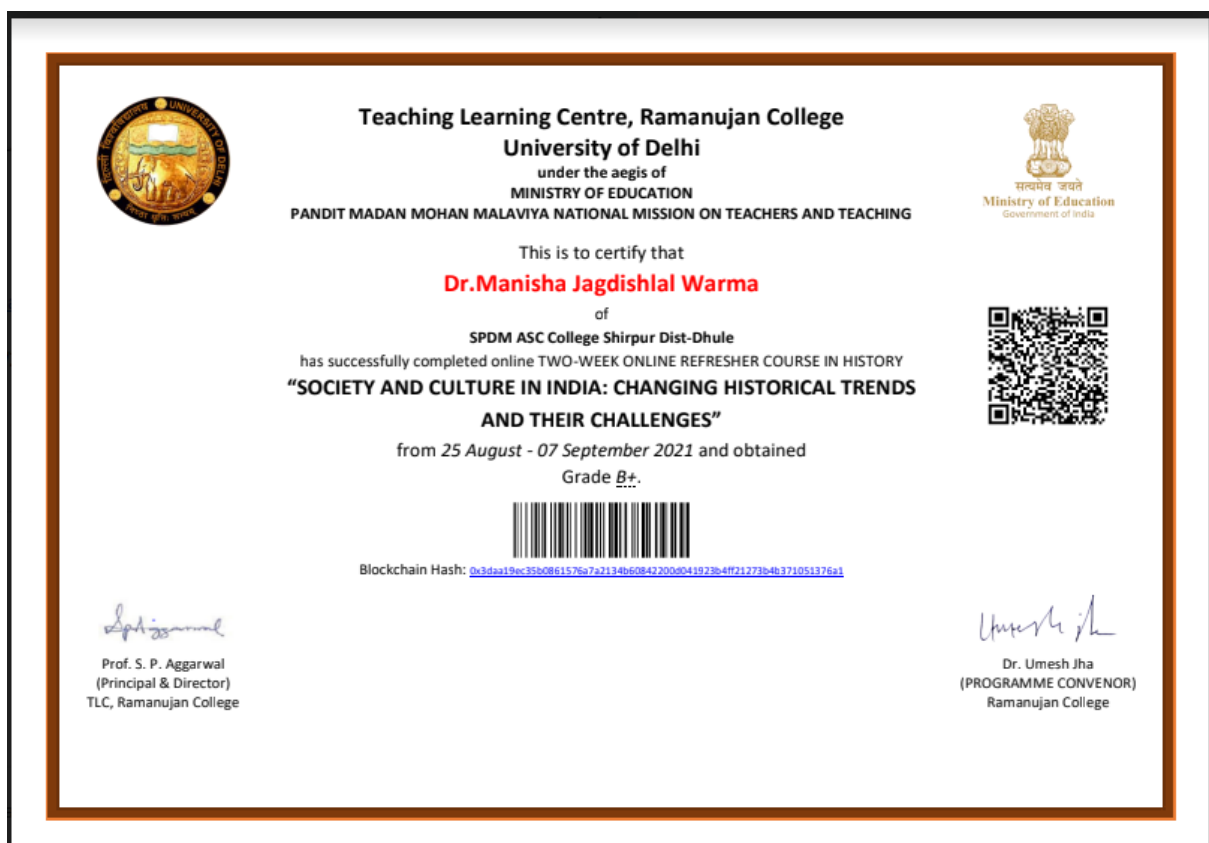 Teaching Learning Centre, Ramanujan College
University of Delhi
under the aegis of
MINISTRY OF EDUCATION
PANDIT MADAN MOHAN MALAVIYA NATIONAL MISSION ON TEACHERS AND TEACHING
सत्यमेव जयते
Ministry of Education
Government of India
This is to certify that
Dr.Manisha Jagdishlal Warma
of
SPDM ASC College Shirpur Dist-Dhule
has successfully completed online TWO-WEEK ONLINE REFRESHER COURSE IN HISTORY
“SOCIETY AND CULTURE IN INDIA: CHANGING HISTORICAL TRENDS
AND THEIR CHALLENGES”
from 25 August - 07 September 2021 and obtained
Grade B+.
Blockchain Hash: 0x3daa19ec35b0861576a7a2134b60842200d041923b4ff21273b4b371051376a1
Prof. S. P. Aggarwal
(Principal & Director)
TLC, Ramanujan College
Dr. Umesh Jha
(PROGRAMME CONVENOR)
Ramanujan College